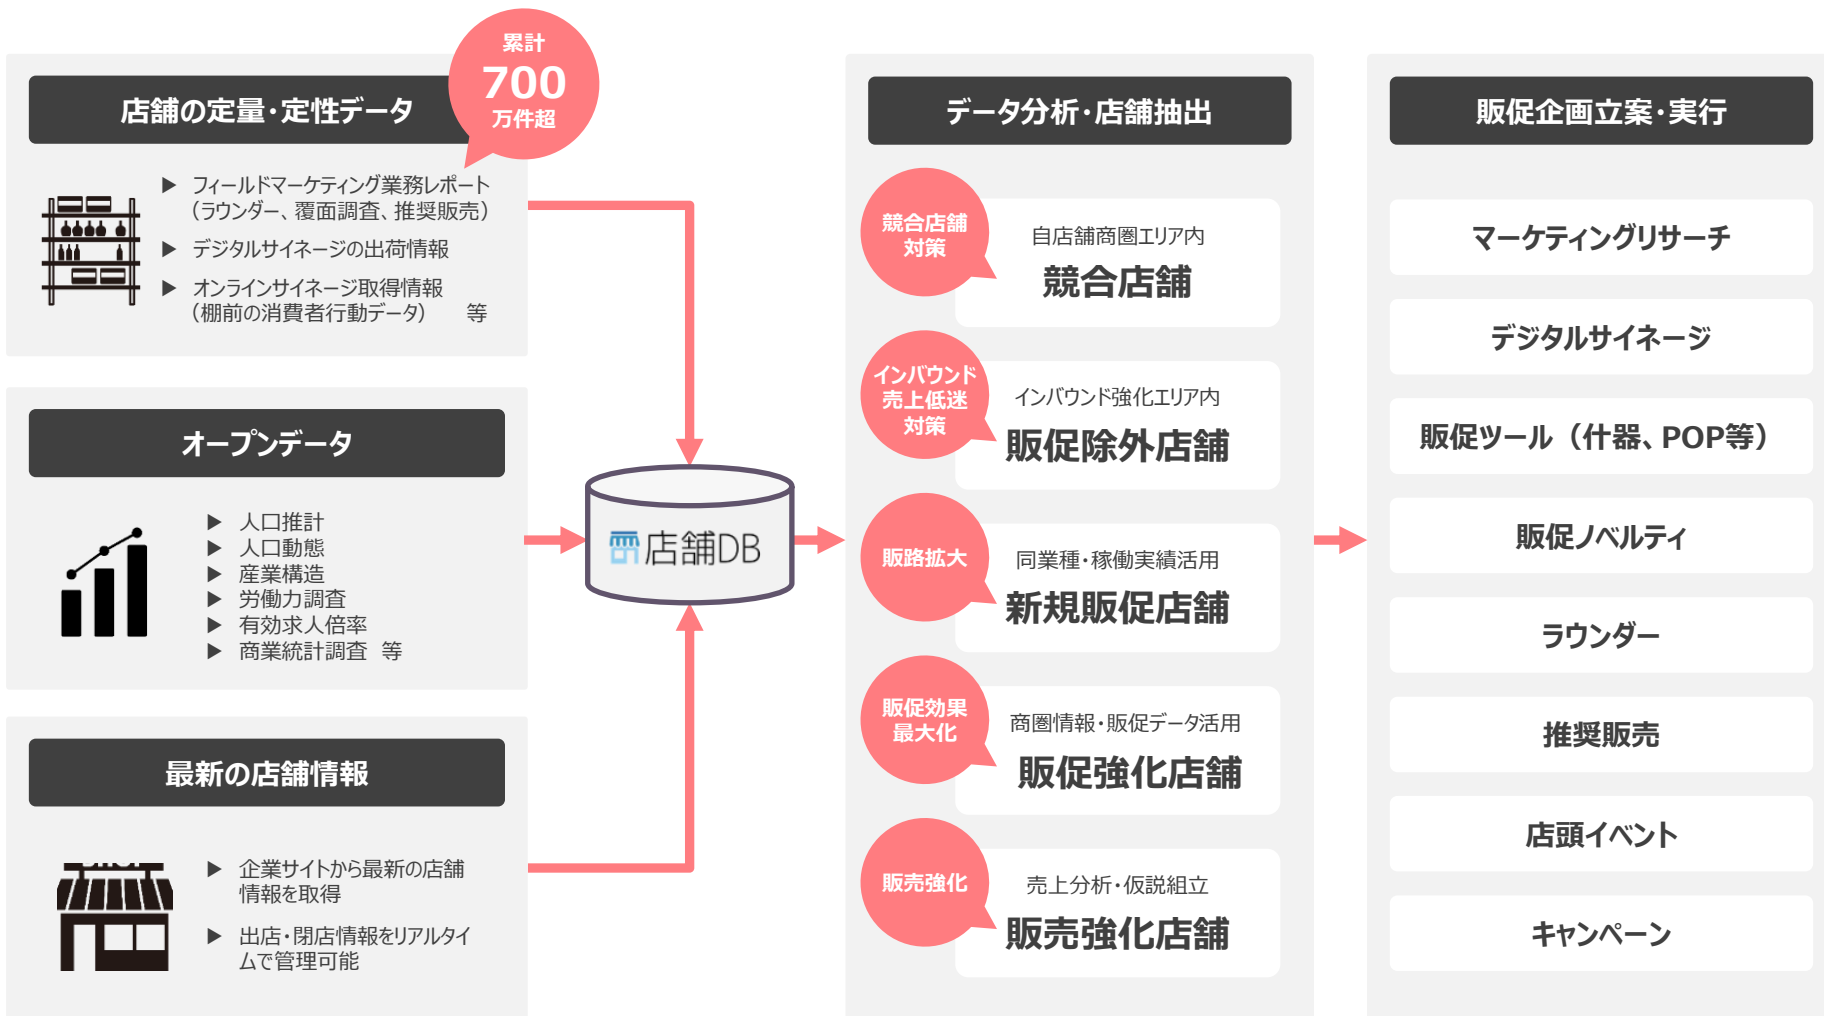 累計
700
万件超
店舗の定量･定性データ
▶ フィールドマーケティング業務レポート
（ラウンダー、覆面調査、推奨販売）
▶ デジタルサイネージの出荷情報
▶ オンラインサイネージ取得情報
（棚前の消費者行動データ） 等
オープンデータ
▶ 人口推計
▶ 人口動態
▶ 産業構造
▶ 労働力調査
▶ 有効求人倍率
▶ 商業統計調査 等
最新の店舗情報
▶ 企業サイトから最新の店舗
情報を取得
▶ 出店･閉店情報をリアルタイ
ムで管理可能
店舗DB
データ分析･店舗抽出
競合店舗
対策
自店舗商圏エリア内
競合店舗
インバウンド
売上低迷
対策
インバウンド強化エリア内
販促除外店舗
販路拡大
同業種･稼働実績活用
新規販促店舗
販促効果
最大化
商圏情報･販促データ活用
販促強化店舗
販売強化
売上分析･仮説組立
販売強化店舗
販促企画立案･実行
マーケティングリサーチ
デジタルサイネージ
販促ツール（什器、POP等）
販促ノベルティ
ラウンダー
推奨販売
店頭イベント
キャンペーン